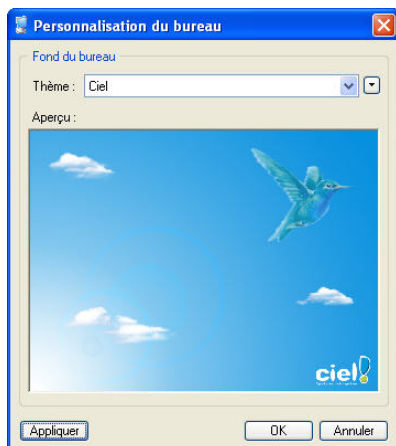 Personnalisation du bureau
Fond du bureau
Thème : Ciel
Aperçu :
ciel!
Appliquer OK Annuler